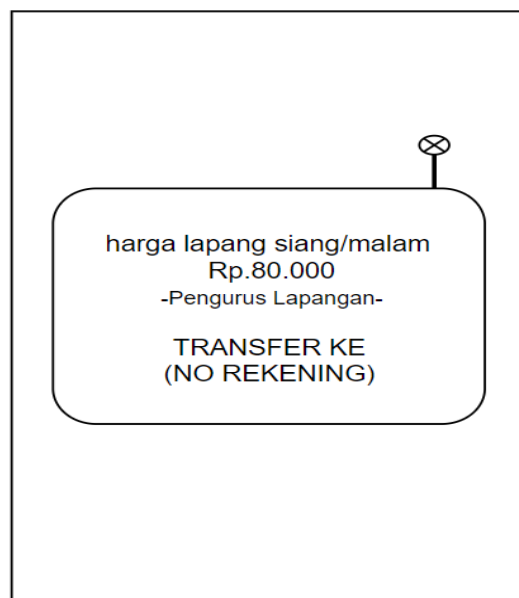 harga lapang siang/malam
Rp.80.000
-Pengurus Lapangan-
TRANSFER KE
(NO REKENING)